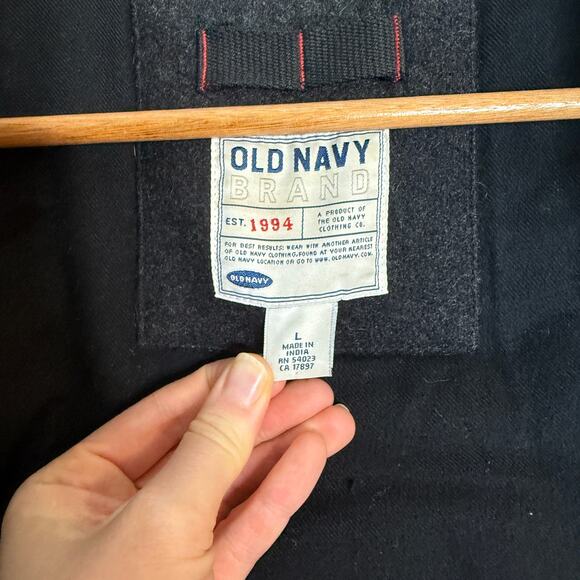 OLD NAVY
BRAND
EST. 1994
A PRODUCT OF
THE OLD NAVY
CLOTHING CO.
FOR BEST RESULTS: WEAR WITH ANOTHER ARTICLE
OF OLD NAVY CLOTHING, FOUND AT YOUR NEAREST
OLD NAVY LOCATION OR GO TO WWW.OLDNAVY.COM.
OLD NAVY
L
MADE IN
INDIA
RN 54023
CA 17897